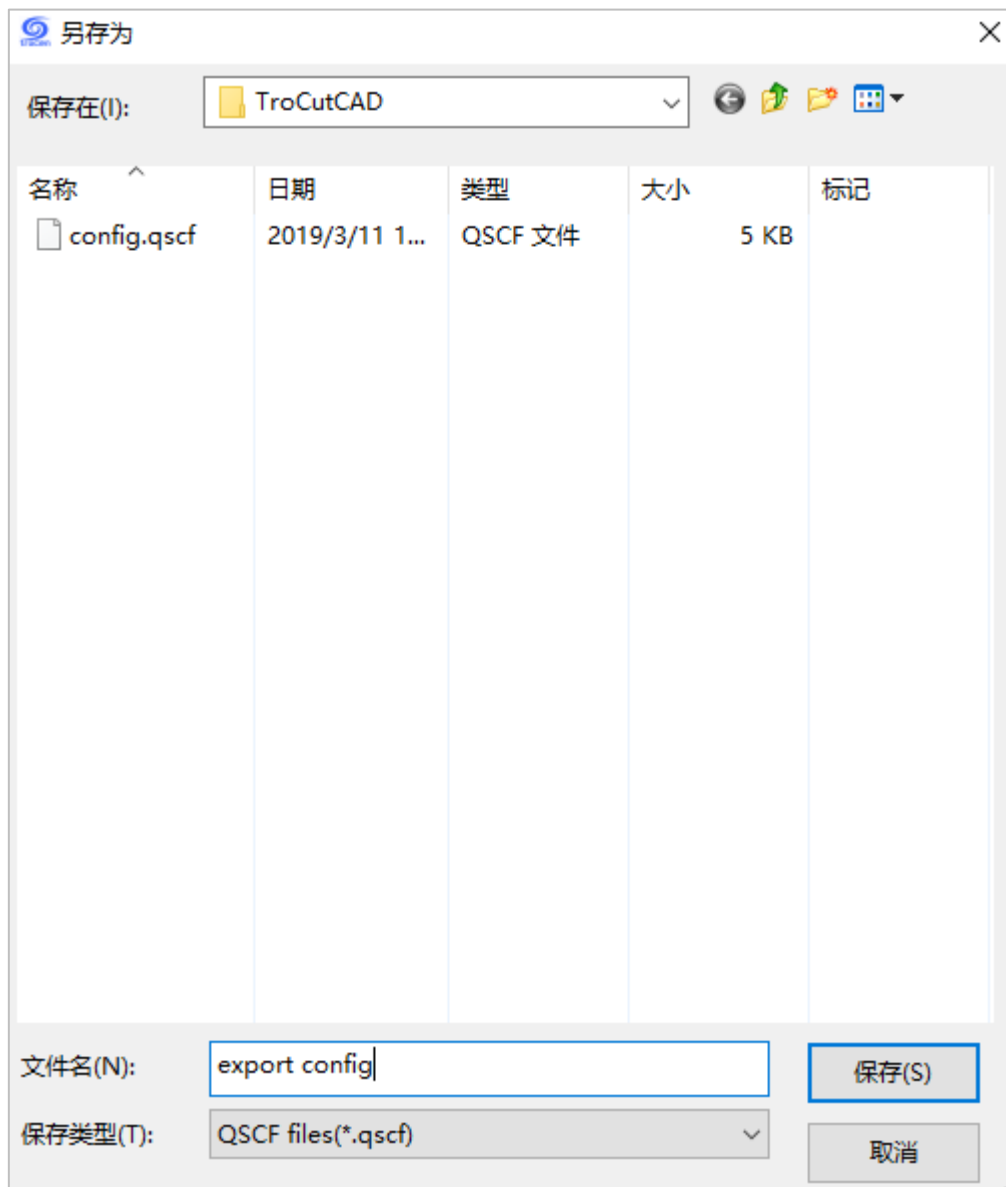 另存为
保存在(I): TroCutCAD
名称 日期 类型 大小 标记
config.qscf 2019/3/11 1... QSCF 文件 5 KB
文件名(N): export config 保存(S)
保存类型(T): QSCF files(*.qscf) 取消